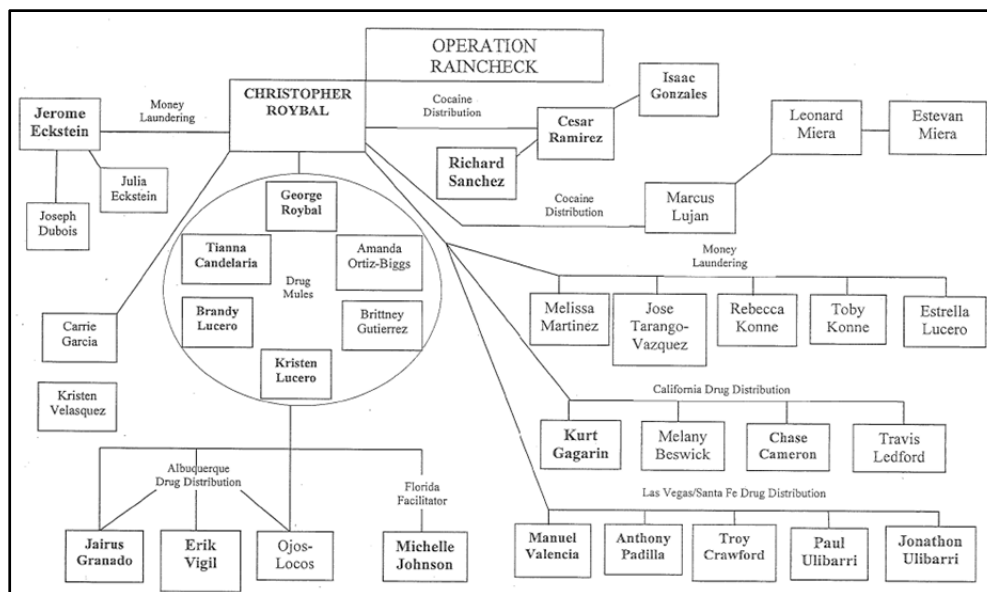 OPERATION
RAINCHECK
CHRISTOPHER
ROYBAL
Money
Laundering
Jerome
Eckstein
Julia
Eckstein
Joseph
Dubois
Cocaine
Distribution
Isaac
Gonzales
Cesar
Ramirez
Richard
Sanchez
Leonard
Miera
Estevan
Miera
Cocaine
Distribution
Marcus
Lujan
George
Roybal
Tianna
Candelaria
Amanda
Ortiz-Biggs
Drug
Mules
Brandy
Lucero
Brittney
Gutierrez
Kristen
Lucero
Carrie
Garcia
Kristen
Velasquez
Money
Laundering
Melissa
Martinez
Jose
Tarango-
Vazquez
Rebecca
Konne
Toby
Konne
Estrella
Lucero
California Drug Distribution
Kurt
Gagarin
Melany
Beswick
Chase
Cameron
Travis
Ledford
Albuquerque
Drug Distribution
Florida
Facilitator
Jairus
Granado
Erik
Vigil
Ojos-
Locos
Michelle
Johnson
Las Vegas/Santa Fe Drug Distribution
Manuel
Valencia
Anthony
Padilla
Troy
Crawford
Paul
Ulibarri
Jonathon
Ulibarri